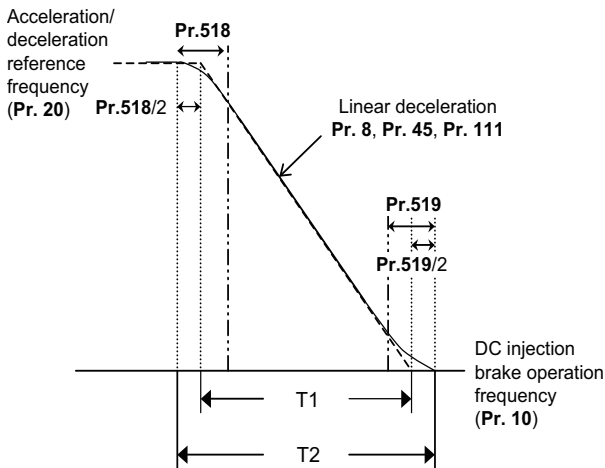 Acceleration/
deceleration
reference
frequency
(Pr. 20)
Pr.518
Pr.518/2
Linear deceleration
Pr. 8, Pr. 45, Pr. 111
Pr.519
Pr.519/2
DC injection
brake operation
frequency
(Pr. 10)
T1
T2